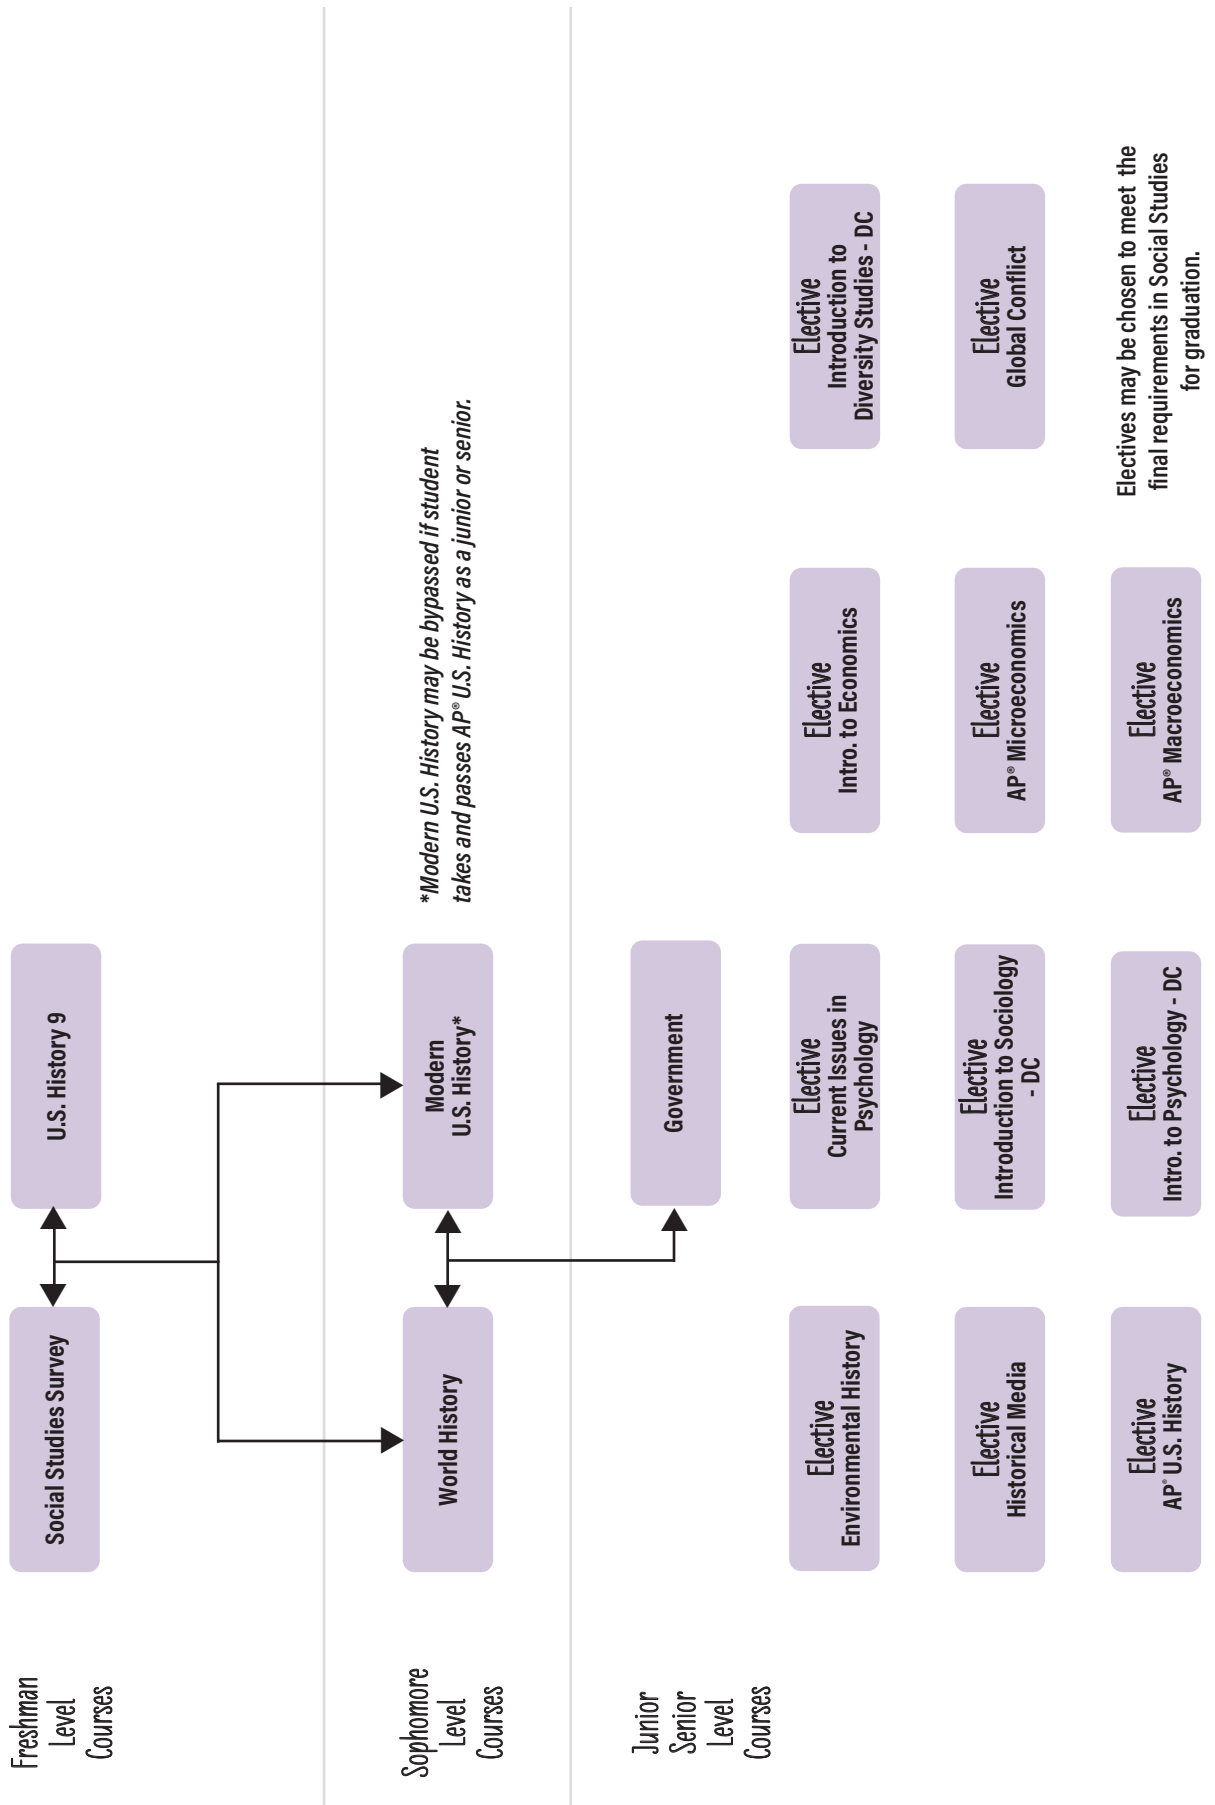 Freshman
Level
Courses
Social Studies Survey
U.S. History 9
Sophomore
Level
Courses
World History
Modern
U.S. History*
*Modern U.S. History may be bypassed if student
takes and passes AP® U.S. History as a junior or senior.
Junior
Senior
Level
Courses
Government
Elective
Environmental History
Elective
Current Issues in
Psychology
Elective
Intro. to Economics
Elective
Introduction to
Diversity Studies - DC
Elective
Historical Media
Elective
Introduction to Sociology
- DC
Elective
AP® Microeconomics
Elective
Global Conflict
Elective
AP® U.S. History
Elective
Intro. to Psychology - DC
Elective
AP® Macroeconomics
Electives may be chosen to meet the
final requirements in Social Studies
for graduation.